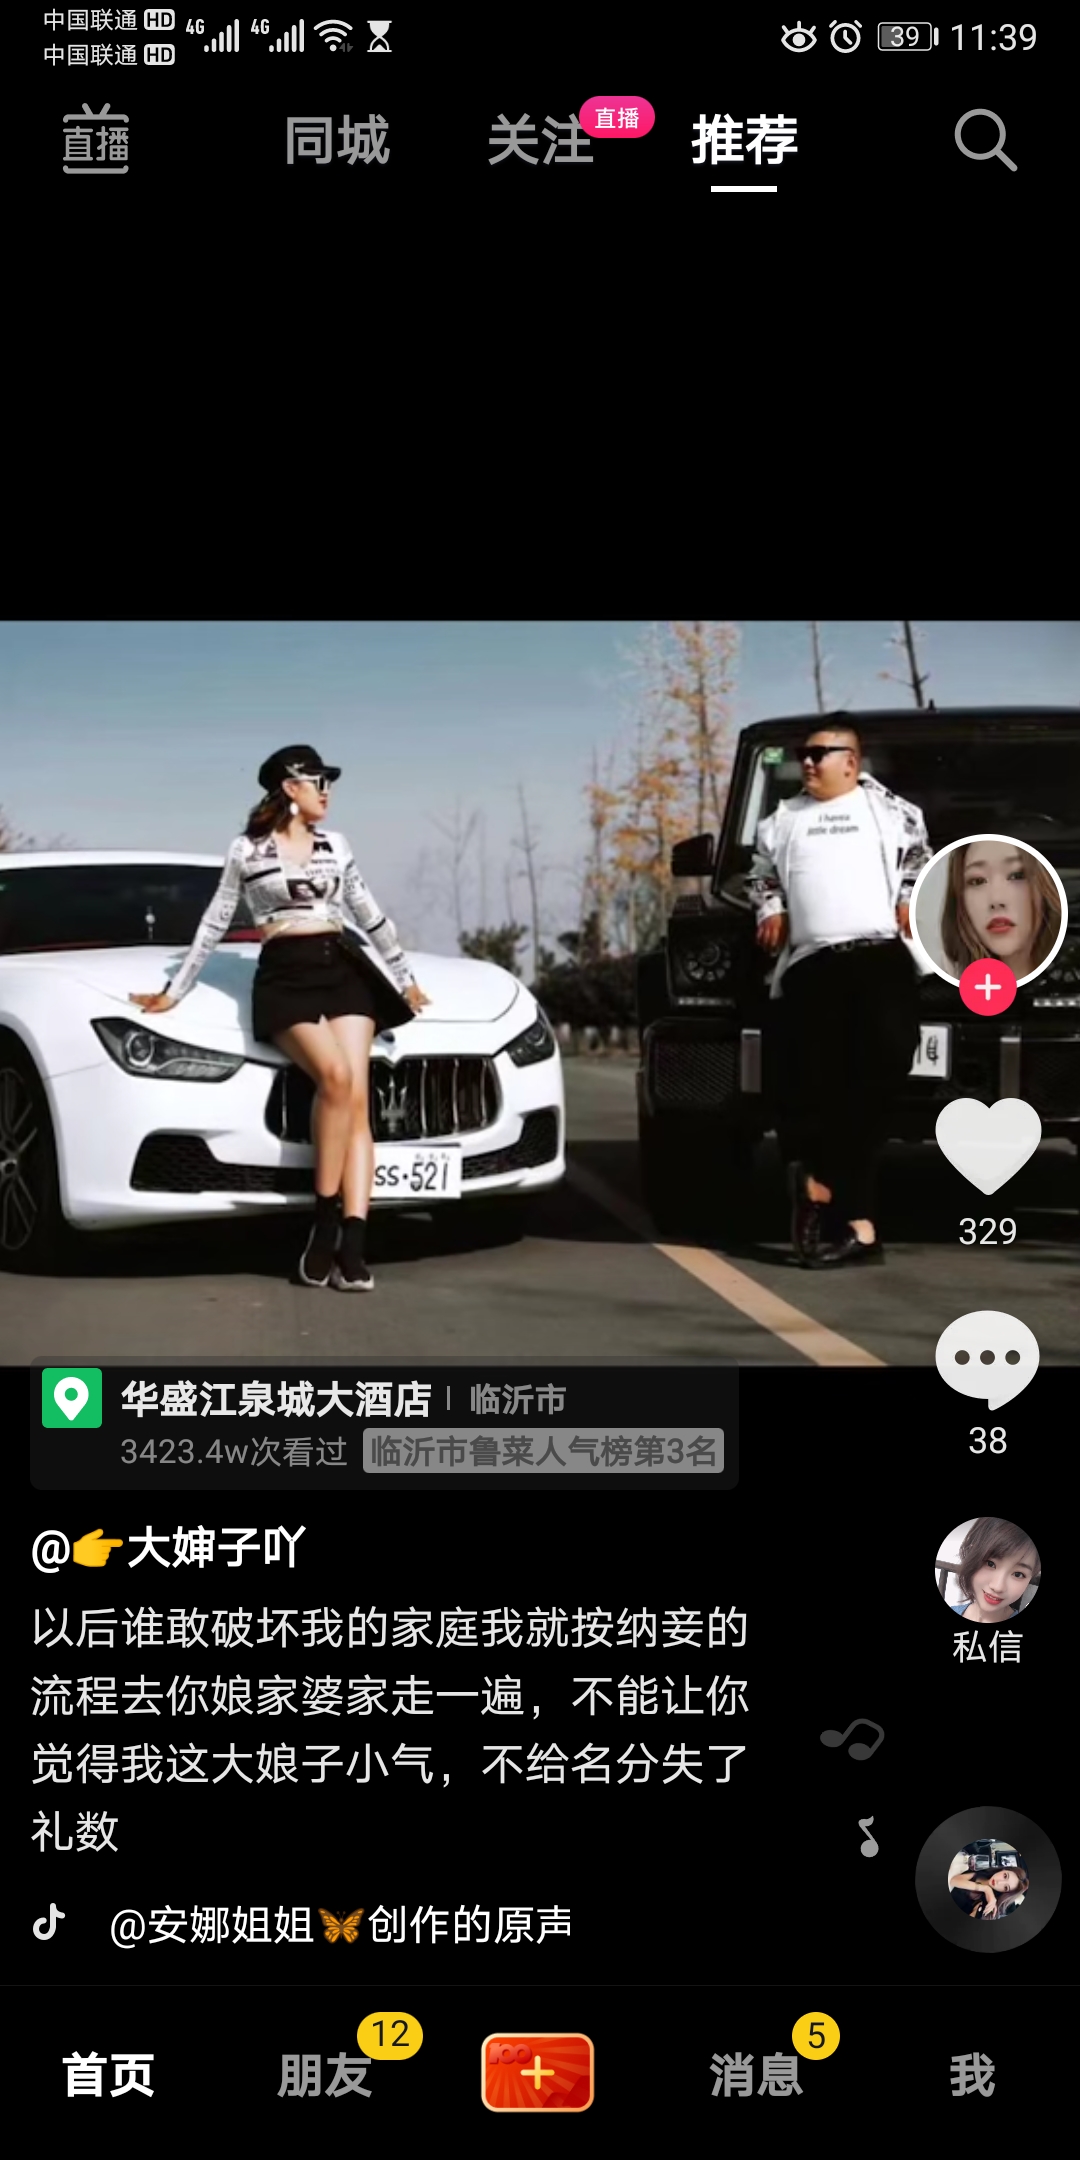 中国联通 HD 4G 4G 39 11:39
中国联通 HD
直播 同城 关注 直播 推荐
I havea
little dream
SS·521
329
38
华盛江泉城大酒店 | 临沂市
3423.4w次看过 临沂市鲁菜人气榜第3名
@👉大婶子吖
以后谁敢破坏我的家庭我就按纳妾的
流程去你娘家婆家走一遍，不能让你
觉得我这大娘子小气，不给名分失了
礼数
私信
@安娜姐姐🦋创作的原声
首页 朋友 12 100 消息 5 我